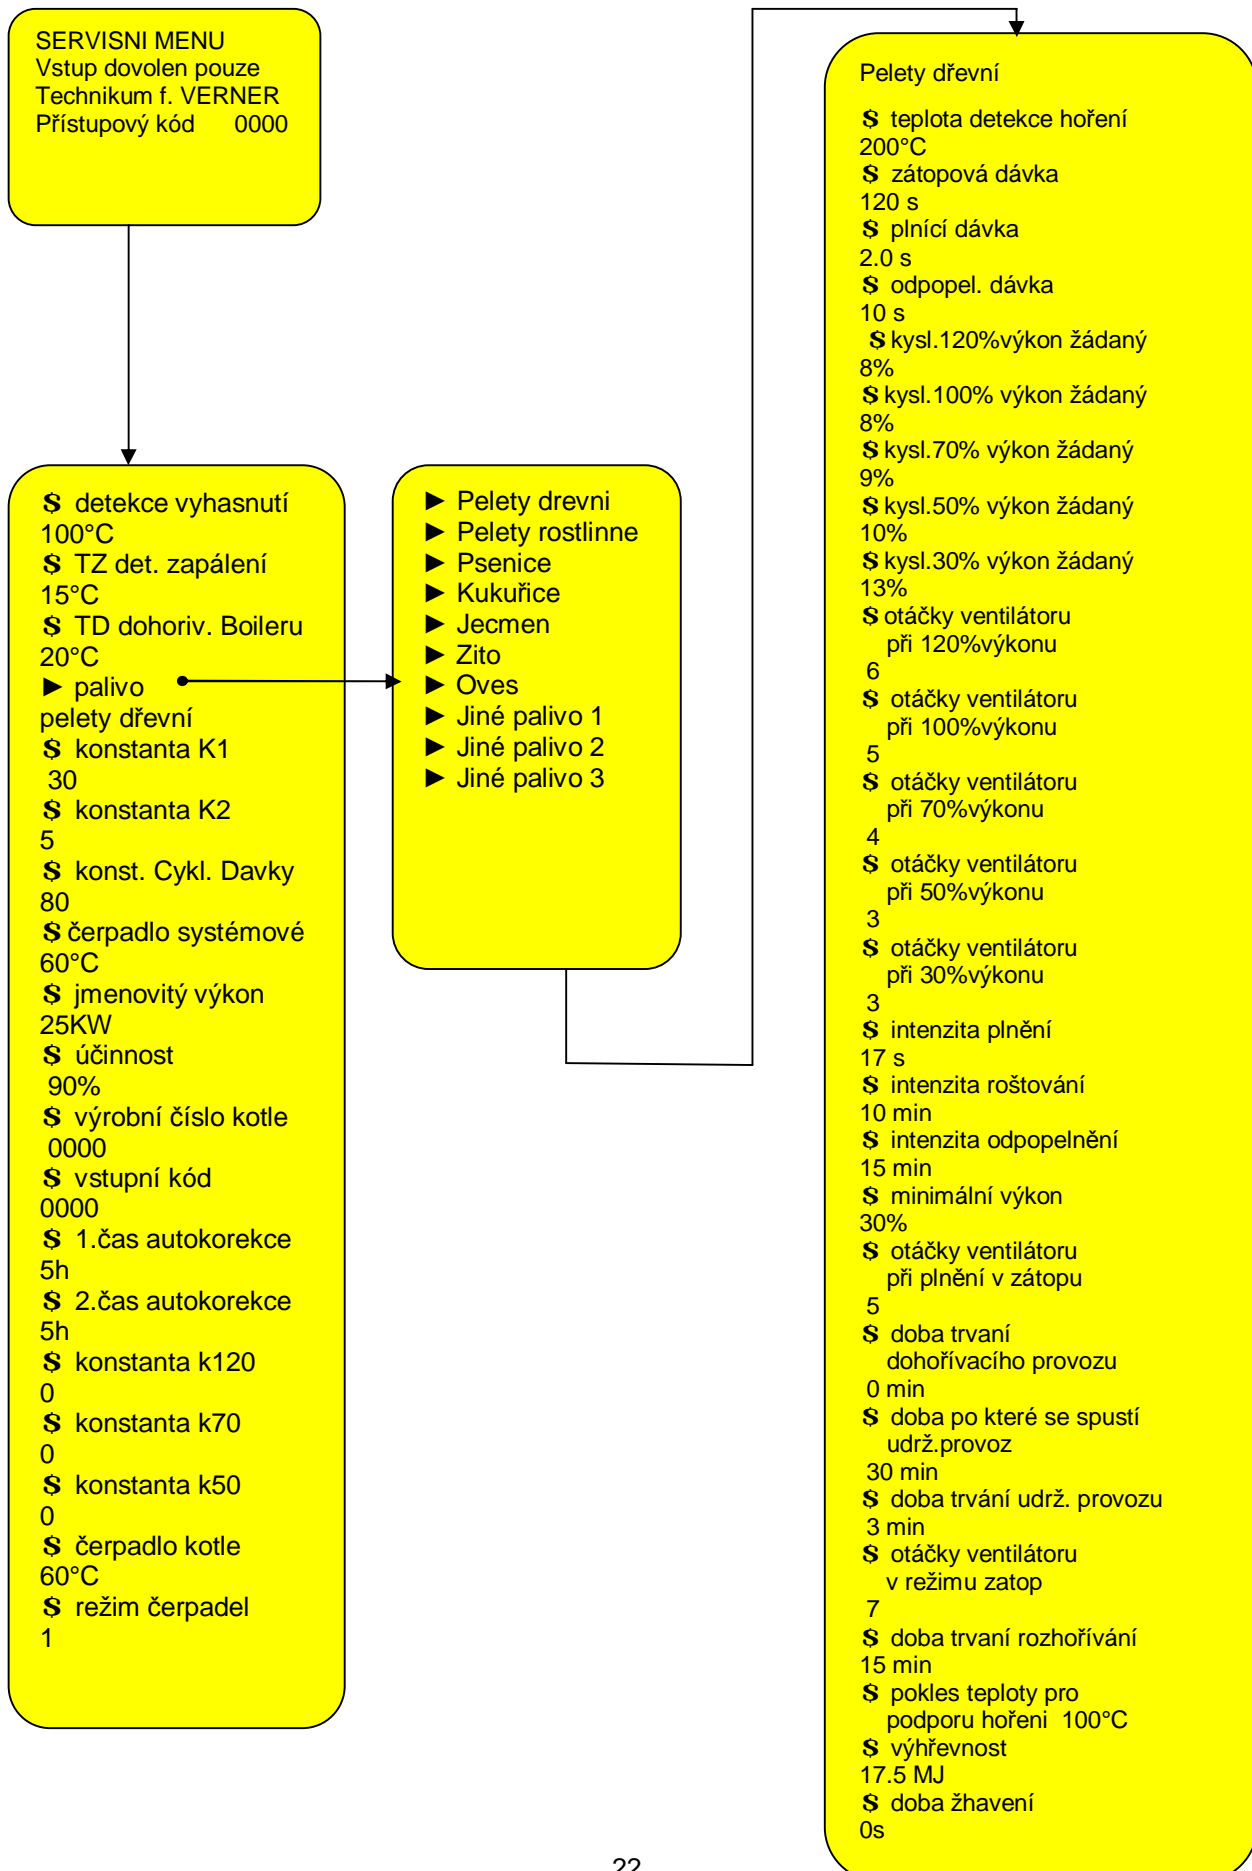 SERVISNI MENU
Vstup dovolen pouze
Technikum f. VERNER
Přístupový kód 0000
$ detekce vyhasnutí
100°C
$ TZ det. zapálení
15°C
$ TD dohoriv. Boileru
20°C
► palivo
pelety dřevní
$ konstanta K1
30
$ konstanta K2
5
$ konst. Cykl. Davky
80
$ čerpadlo systémové
60°C
$ jmenovitý výkon
25KW
$ účinnost
90%
$ výrobní číslo kotle
0000
$ vstupní kód
0000
$ 1.čas autokorekce
5h
$ 2.čas autokorekce
5h
$ konstanta k120
0
$ konstanta k70
0
$ konstanta k50
0
$ čerpadlo kotle
60°C
$ režim čerpadel
1
► Pelety drevni
► Pelety rostlinne
► Psenice
► Kukuřice
► Jecmen
► Zito
► Oves
► Jiné palivo 1
► Jiné palivo 2
► Jiné palivo 3
Pelety dřevní
$ teplota detekce hoření
200°C
$ zátopová dávka
120 s
$ plnící dávka
2.0 s
$ odpopel. dávka
10 s
$ kysl.120%výkon žádaný
8%
$ kysl.100% výkon žádaný
8%
$ kysl.70% výkon žádaný
9%
$ kysl.50% výkon žádaný
10%
$ kysl.30% výkon žádaný
13%
$ otáčky ventilátoru
při 120%výkonu
6
$ otáčky ventilátoru
při 100%výkonu
5
$ otáčky ventilátoru
při 70%výkonu
4
$ otáčky ventilátoru
při 50%výkonu
3
$ otáčky ventilátoru
při 30%výkonu
3
$ intenzita plnění
17 s
$ intenzita roštování
10 min
$ intenzita odpopelnění
15 min
$ minimální výkon
30%
$ otáčky ventilátoru
při plnění v zátopu
5
$ doba trvaní
dohořívacího provozu
0 min
$ doba po které se spustí
udrž.provoz
30 min
$ doba trvání udrž. provozu
3 min
$ otáčky ventilátoru
v režimu zatop
7
$ doba trvaní rozhořívání
15 min
$ pokles teploty pro
podporu hořeni 100°C
$ výhřevnost
17.5 MJ
$ doba žhavení
0s
22